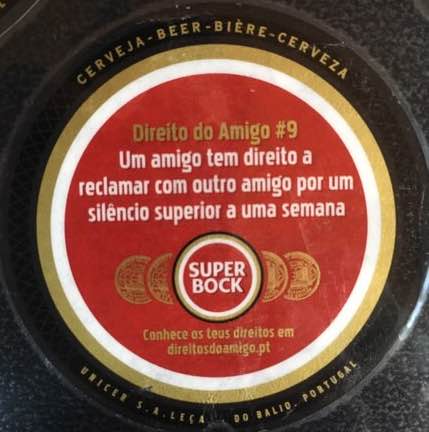 CERVEJA-BEER-BIÈRE-CERVEZA
Direito do Amigo #9
Um amigo tem direito a
reclamar com outro amigo por um
silêncio superior a uma semana
SUPER
BOCK
Conhece os teus direitos em
direitosdoamigo.pt
UNICER S.A. LEÇA DO BALIO. PORTUGAL